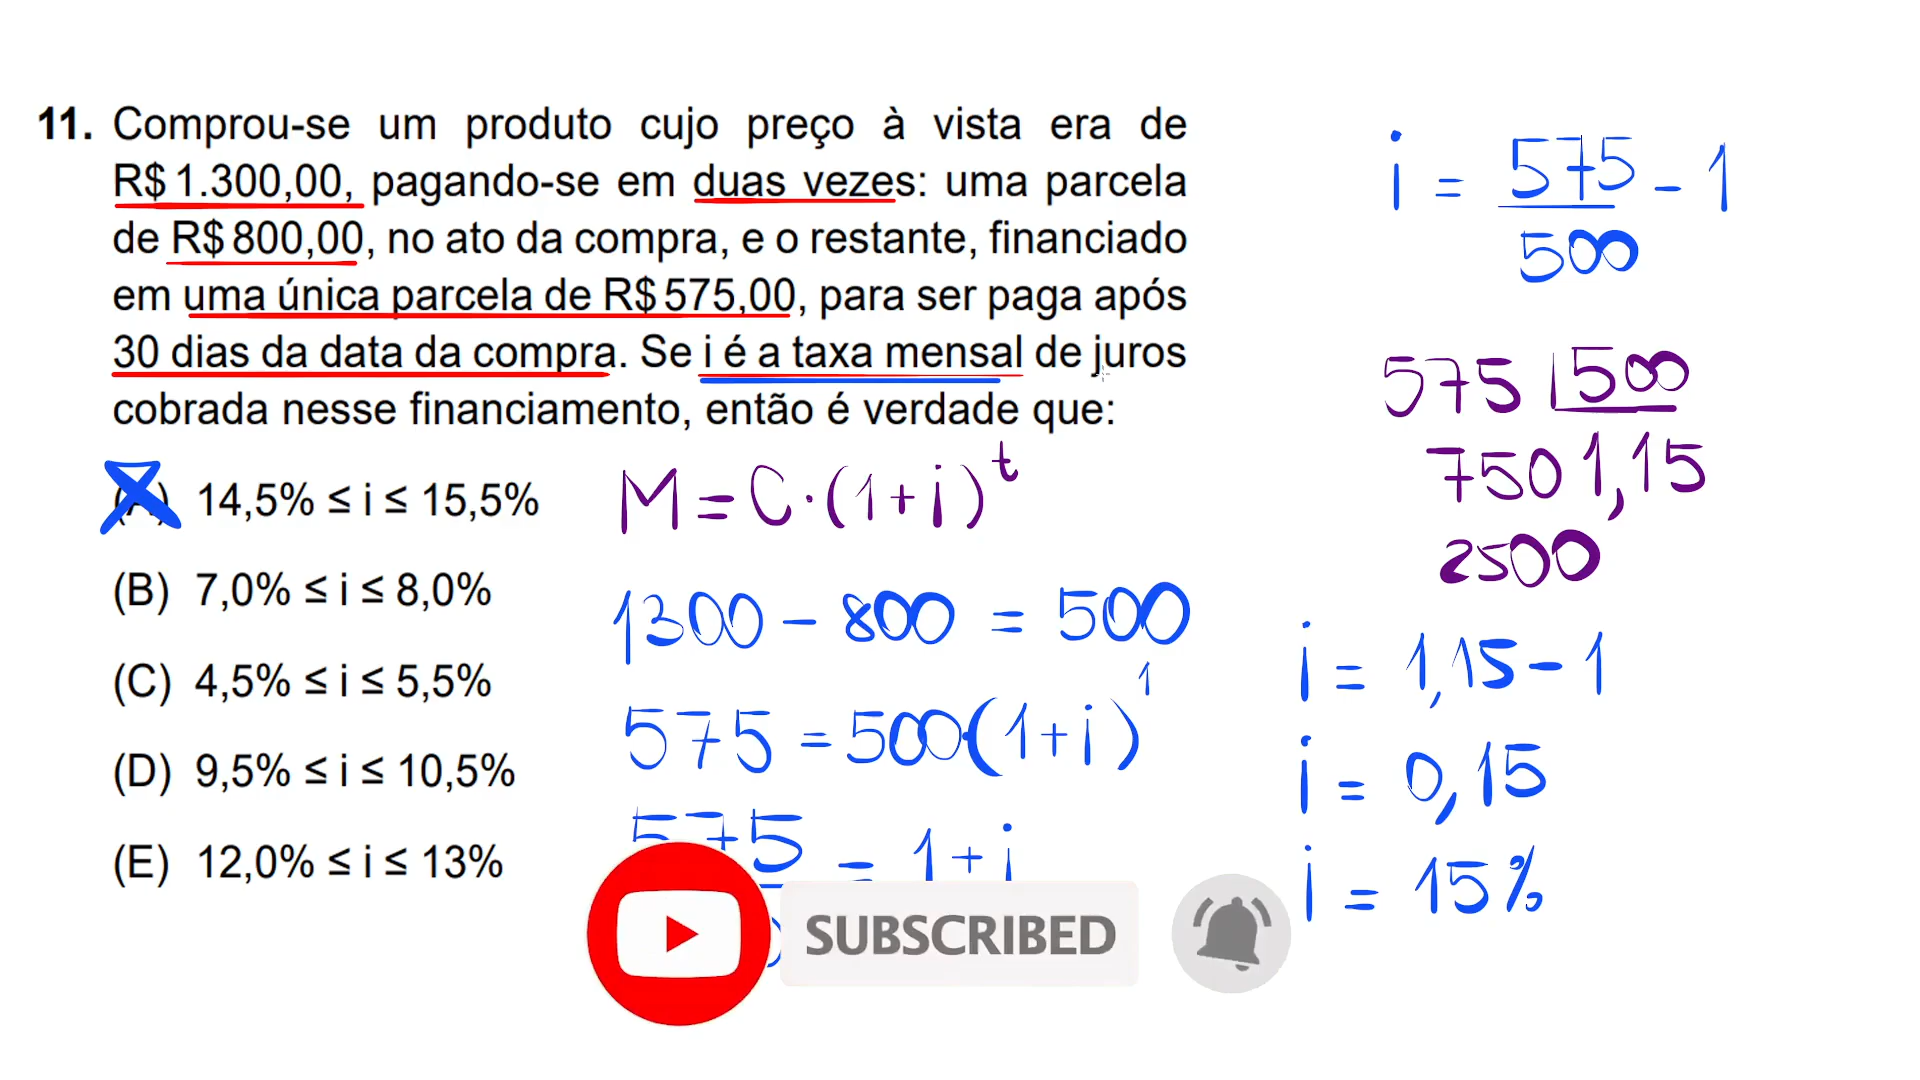 11. Comprou-se um produto cujo preço à vista era de
R$ 1.300,00, pagando-se em duas vezes: uma parcela
de R$ 800,00, no ato da compra, e o restante, financiado
em uma única parcela de R$ 575,00, para ser paga após
30 dias da data da compra. Se i é a taxa mensal de juros
cobrada nesse financiamento, então é verdade que:
(A) 14,5% ≤ i ≤ 15,5%
(B) 7,0% ≤ i ≤ 8,0%
(C) 4,5% ≤ i ≤ 5,5%
(D) 9,5% ≤ i ≤ 10,5%
(E) 12,0% ≤ i ≤ 13%
M = C·(1+i)^t
1300 - 800 = 500
575 = 500·(1+i)^1
575 = 1+i
SUBSCRIBED
i = 575 - 1
500
575 500
750 1,15
2500
i = 1,15 - 1
i = 0,15
i = 15%